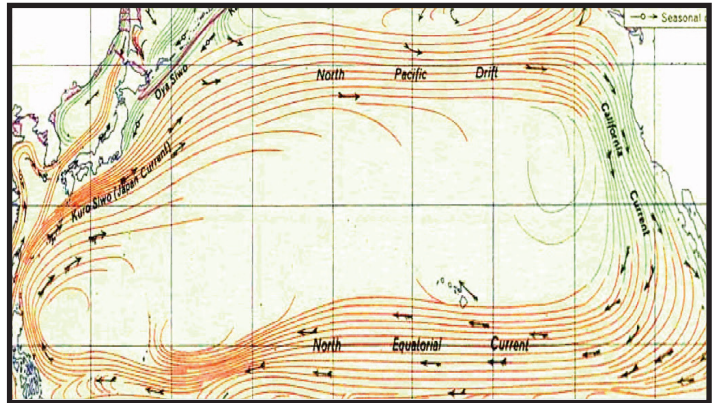 Seasonal
Oya Siwo
North Pacific Drift
California
Current
Kuro Siwo (Japan Current)
North Equatorial Current